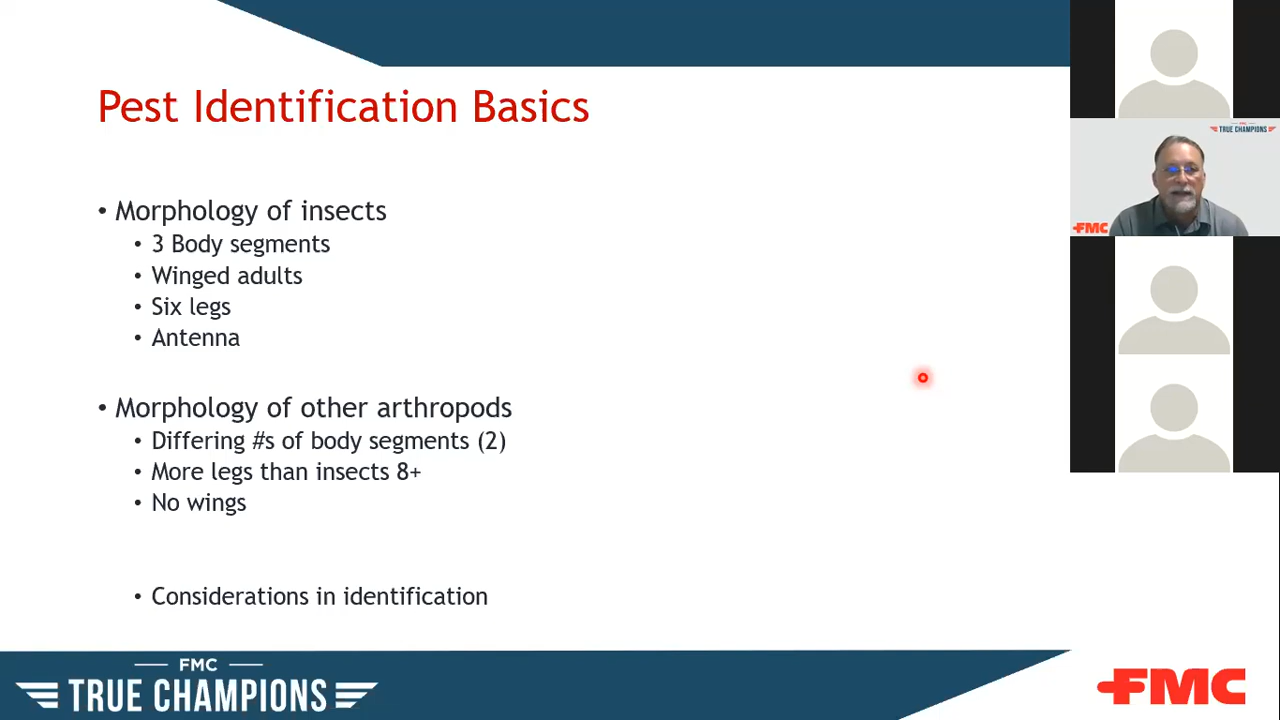 Pest Identification Basics
• Morphology of insects
• 3 Body segments
• Winged adults
• Six legs
• Antenna
• Morphology of other arthropods
• Differing #s of body segments (2)
• More legs than insects 8+
• No wings
• Considerations in identification
FMC
TRUE CHAMPIONS
FMC
TRUE CHAMPIONS
FMC